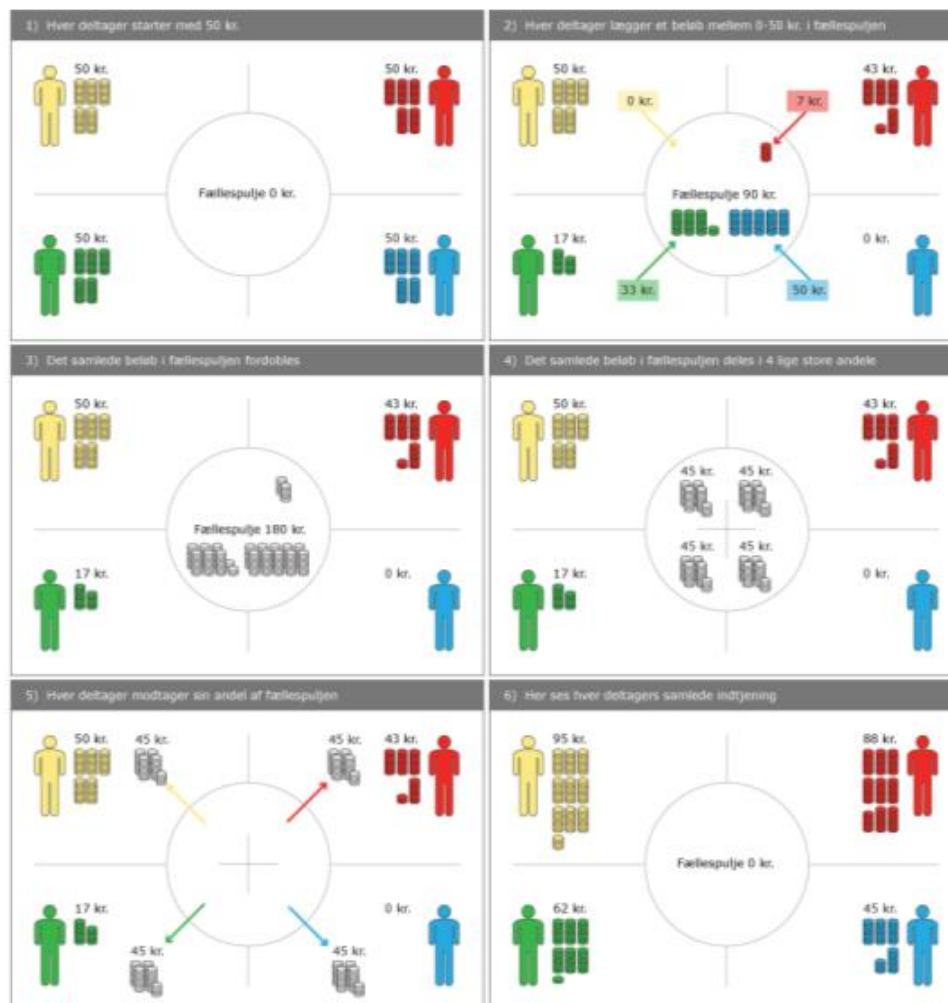 1) Hver deltager starter med 50 kr.
50 kr.
50 kr.
Fællespulje 0 kr.
50 kr.
50 kr.
2) Hver deltager lægger et beløb mellem 0-50 kr. i fællespuljen
50 kr.
43 kr.
0 kr.
7 kr.
Fællespulje 90 kr.
17 kr.
0 kr.
33 kr.
50 kr.
3) Det samlede beløb i fællespuljen fordobles
50 kr.
43 kr.
Fællespulje 180 kr.
17 kr.
0 kr.
4) Det samlede beløb i fællespuljen deles i 4 lige store andele
50 kr.
43 kr.
45 kr.
45 kr.
45 kr.
45 kr.
17 kr.
0 kr.
5) Hver deltager modtager sin andel af fællespuljen
50 kr.
45 kr.
45 kr.
43 kr.
17 kr.
0 kr.
45 kr.
45 kr.
6) Her ses hver deltagers samlede indtjening
95 kr.
88 kr.
Fællespulje 0 kr.
62 kr.
45 kr.